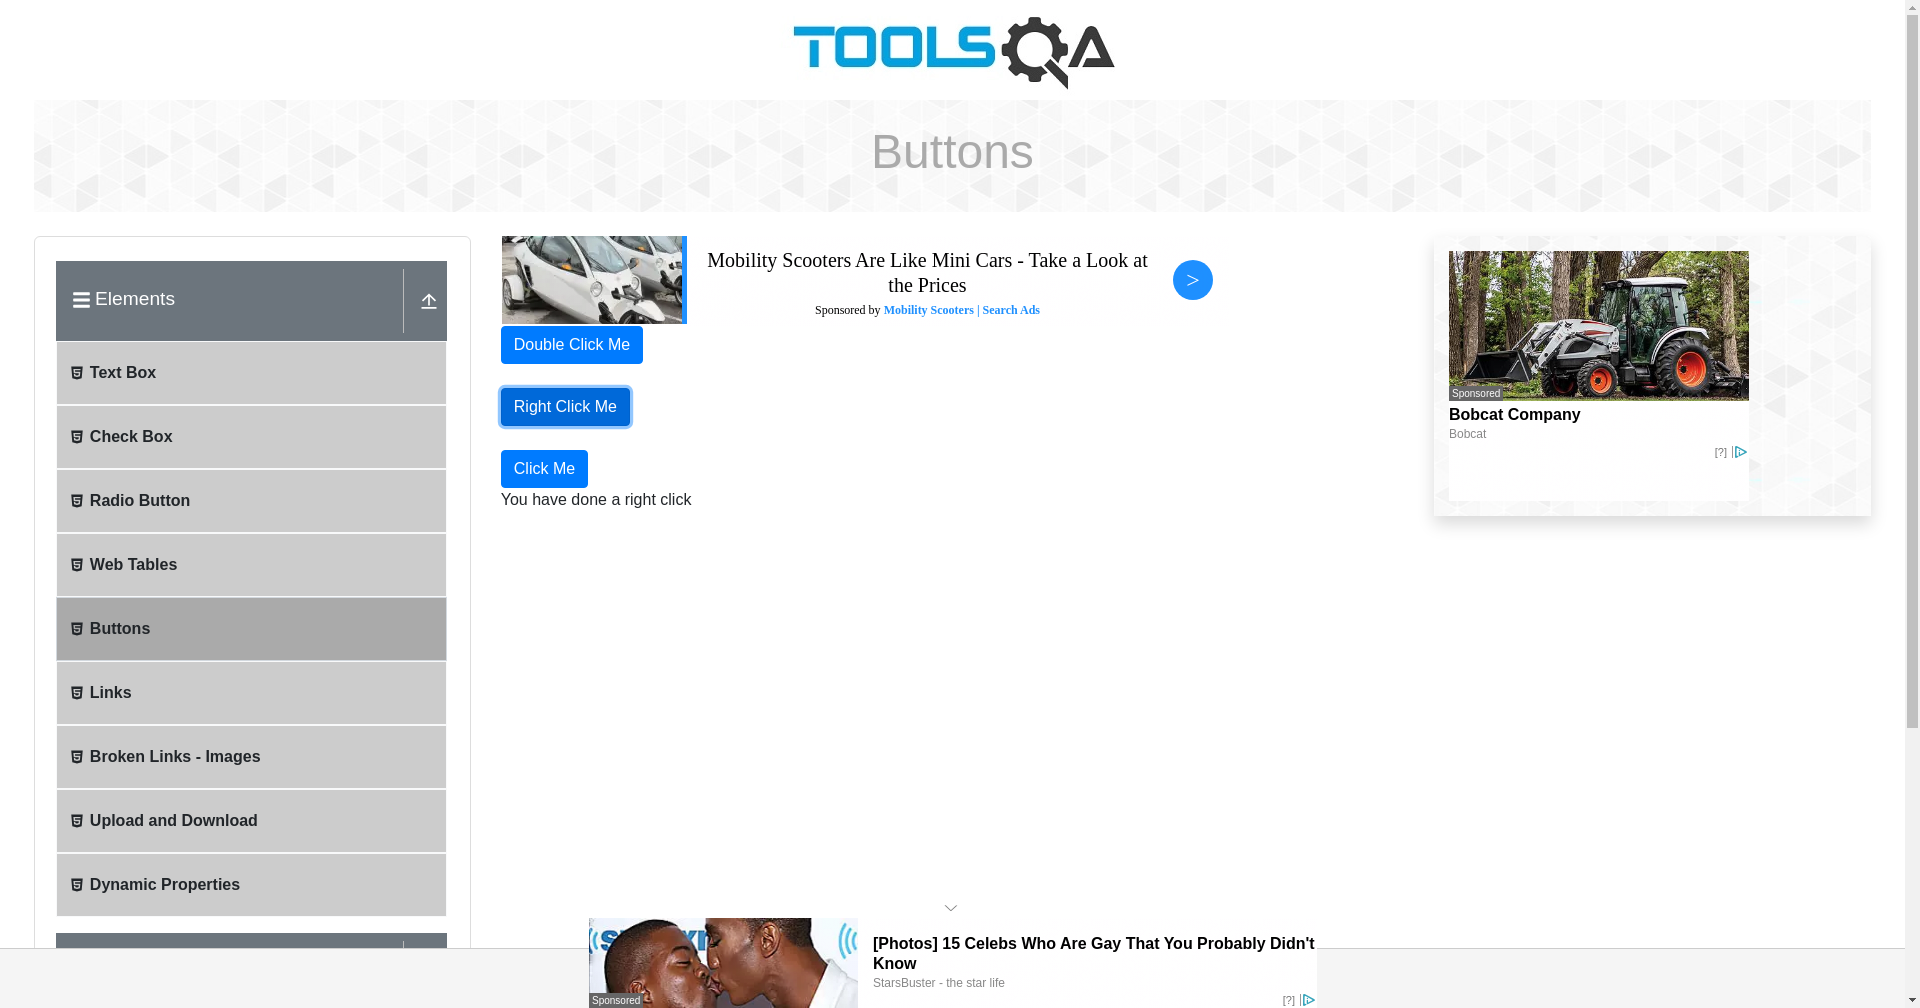 TOOLSQA
Buttons
Elements
Text Box
Check Box
Radio Button
Web Tables
Buttons
Links
Broken Links - Images
Upload and Download
Dynamic Properties
Mobility Scooters Are Like Mini Cars - Take a Look at
the Prices
Sponsored by Mobility Scooters | Search Ads
>
Double Click Me
Right Click Me
Click Me
You have done a right click
Sponsored
Bobcat Company
Bobcat
[?]
Sponsored
[Photos] 15 Celebs Who Are Gay That You Probably Didn't
Know
StarsBuster - the star life
[?]